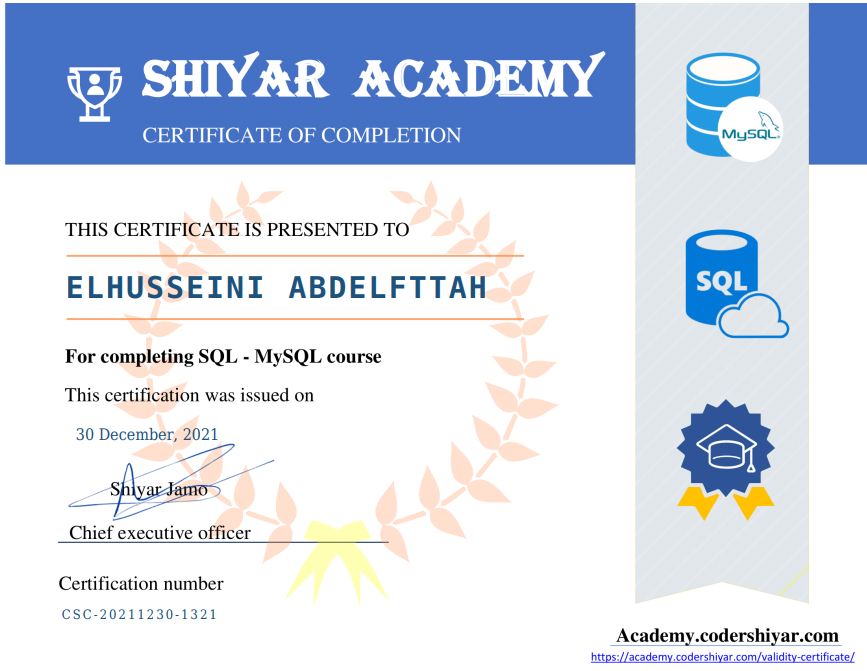 SHIYAR ACADEMY
CERTIFICATE OF COMPLETION
MySQL
THIS CERTIFICATE IS PRESENTED TO
ELHUSSEINI ABDELFTTAH
SQL
For completing SQL - MySQL course
This certification was issued on
30 December, 2021
Shiyar Jamo
Chief executive officer
Certification number
CSC-20211230-1321
Academy.codershiyar.com
https://academy.codershiyar.com/validity-certificate/